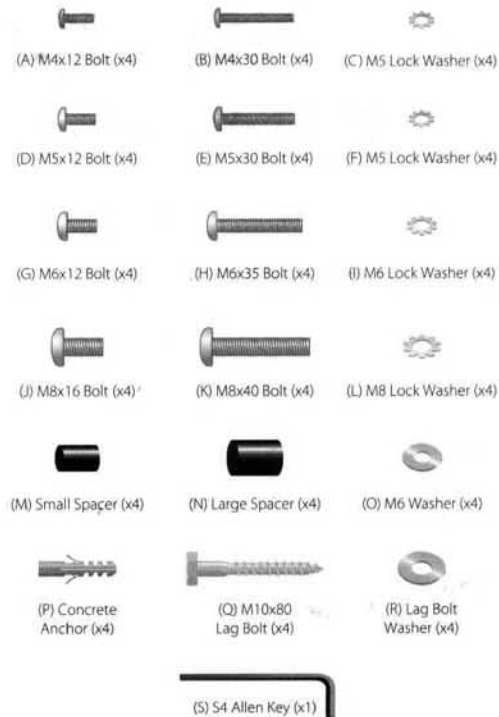 (A) M4x12 Bolt (x4) (B) M4x30 Bolt (x4) (C) M5 Lock Washer (x4)
(D) M5x12 Bolt (x4) (E) M5x30 Bolt (x4) (F) M5 Lock Washer (x4)
(G) M6x12 Bolt (x4) (H) M6x35 Bolt (x4) (I) M6 Lock Washer (x4)
(J) M8x16 Bolt (x4) (K) M8x40 Bolt (x4) (L) M8 Lock Washer (x4)
(M) Small Spacer (x4) (N) Large Spacer (x4) (O) M6 Washer (x4)
(P) Concrete (Q) M10x80 (R) Lag Bolt
Anchor (x4) Lag Bolt (x4) Washer (x4)
(S) S4 Allen Key (x1)